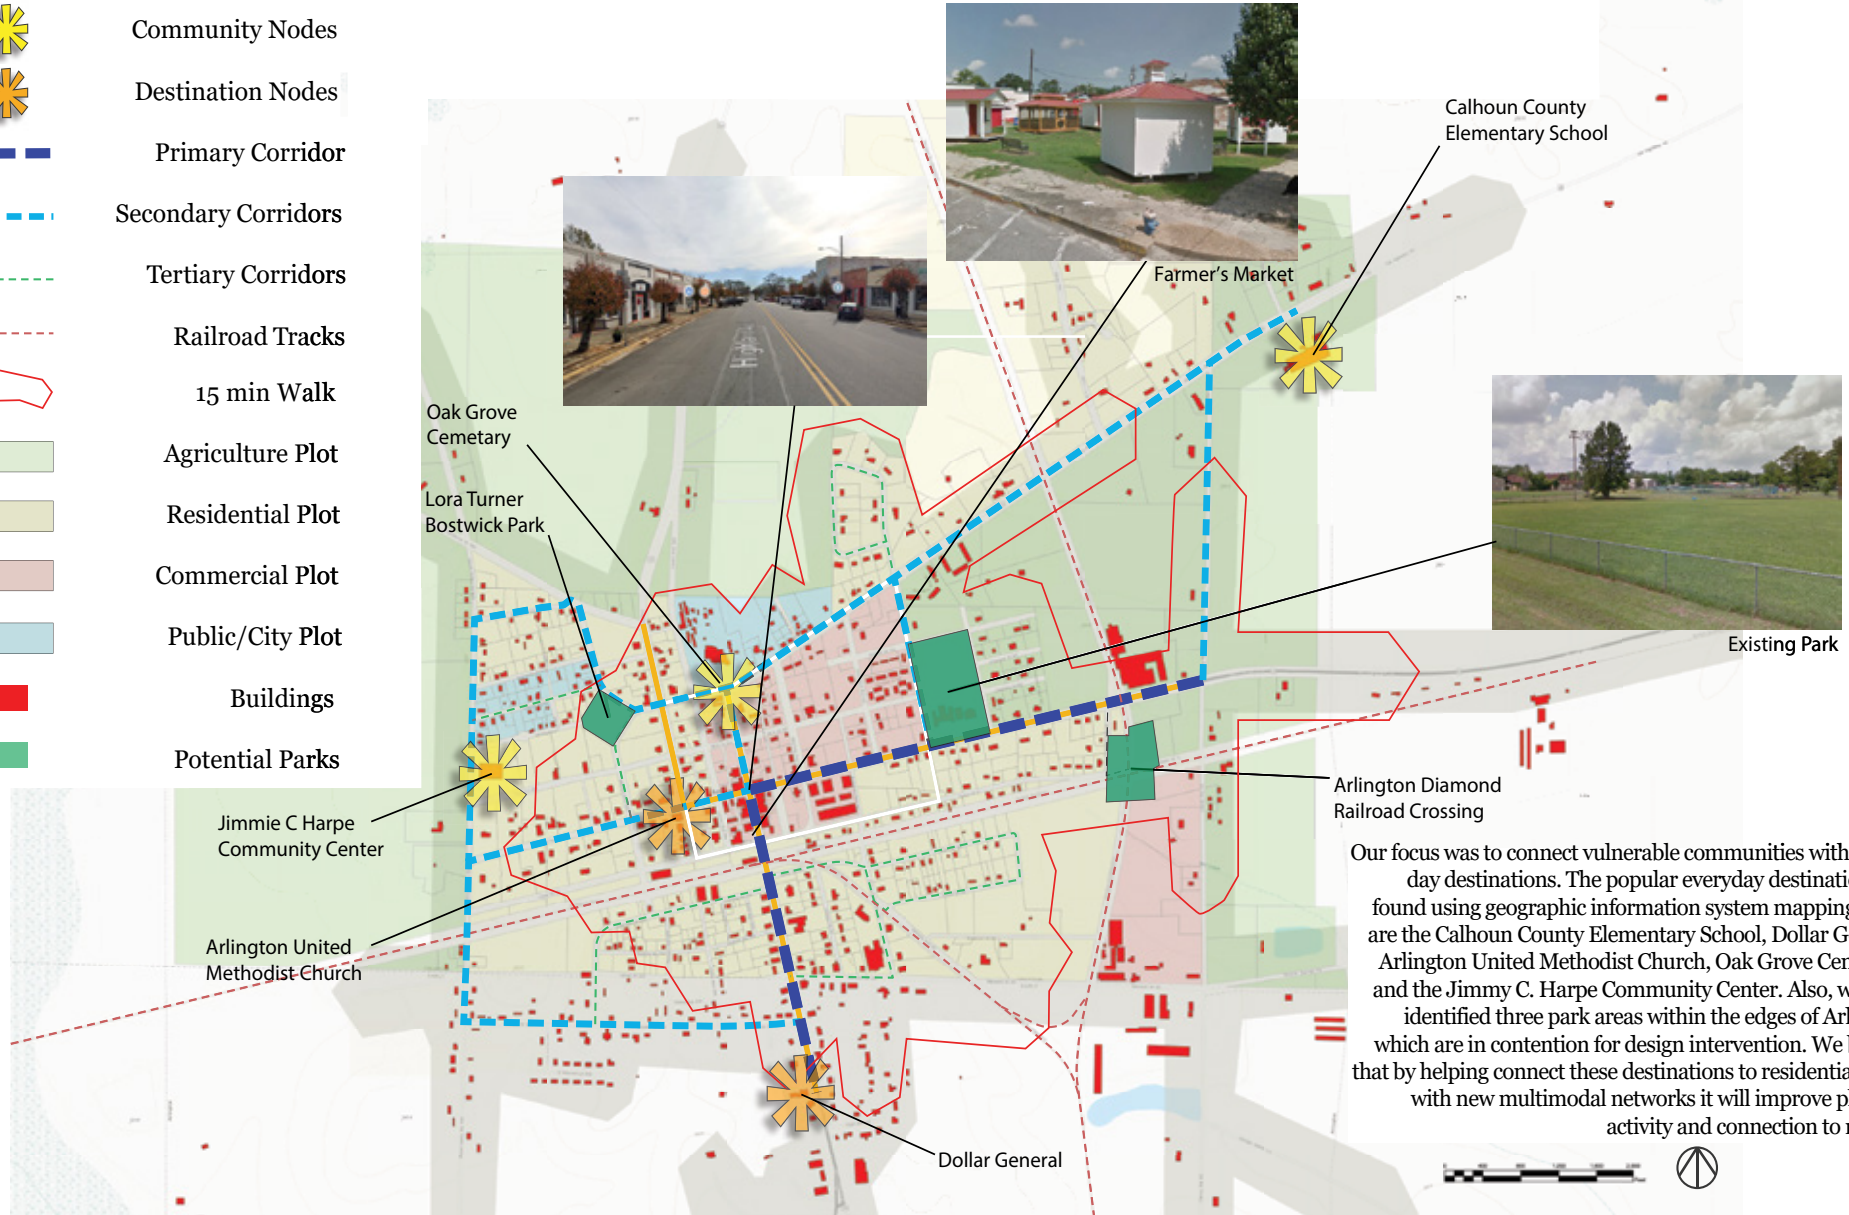 Community Nodes
Destination Nodes
Primary Corridor
Secondary Corridors
Tertiary Corridors
Railroad Tracks
15 min Walk
Agriculture Plot
Residential Plot
Commercial Plot
Public/City Plot
Buildings
Potential Parks
Calhoun County
Elementary School
Farmer's Market
Oak Grove
Cemetary
Lora Turner
Bostwick Park
Existing Park
Jimmie C Harpe
Community Center
Arlington United
Methodist Church
Arlington Diamond
Railroad Crossing
Dollar General
Our focus was to connect vulnerable communities with
day destinations. The popular everyday destinati
found using geographic information system mapping
are the Calhoun County Elementary School, Dollar G
Arlington United Methodist Church, Oak Grove Cen
and the Jimmy C. Harpe Community Center. Also, w
identified three park areas within the edges of Arl
which are in contention for design intervention. We
that by helping connect these destinations to residentia
with new multimodal networks it will improve p
activity and connection to